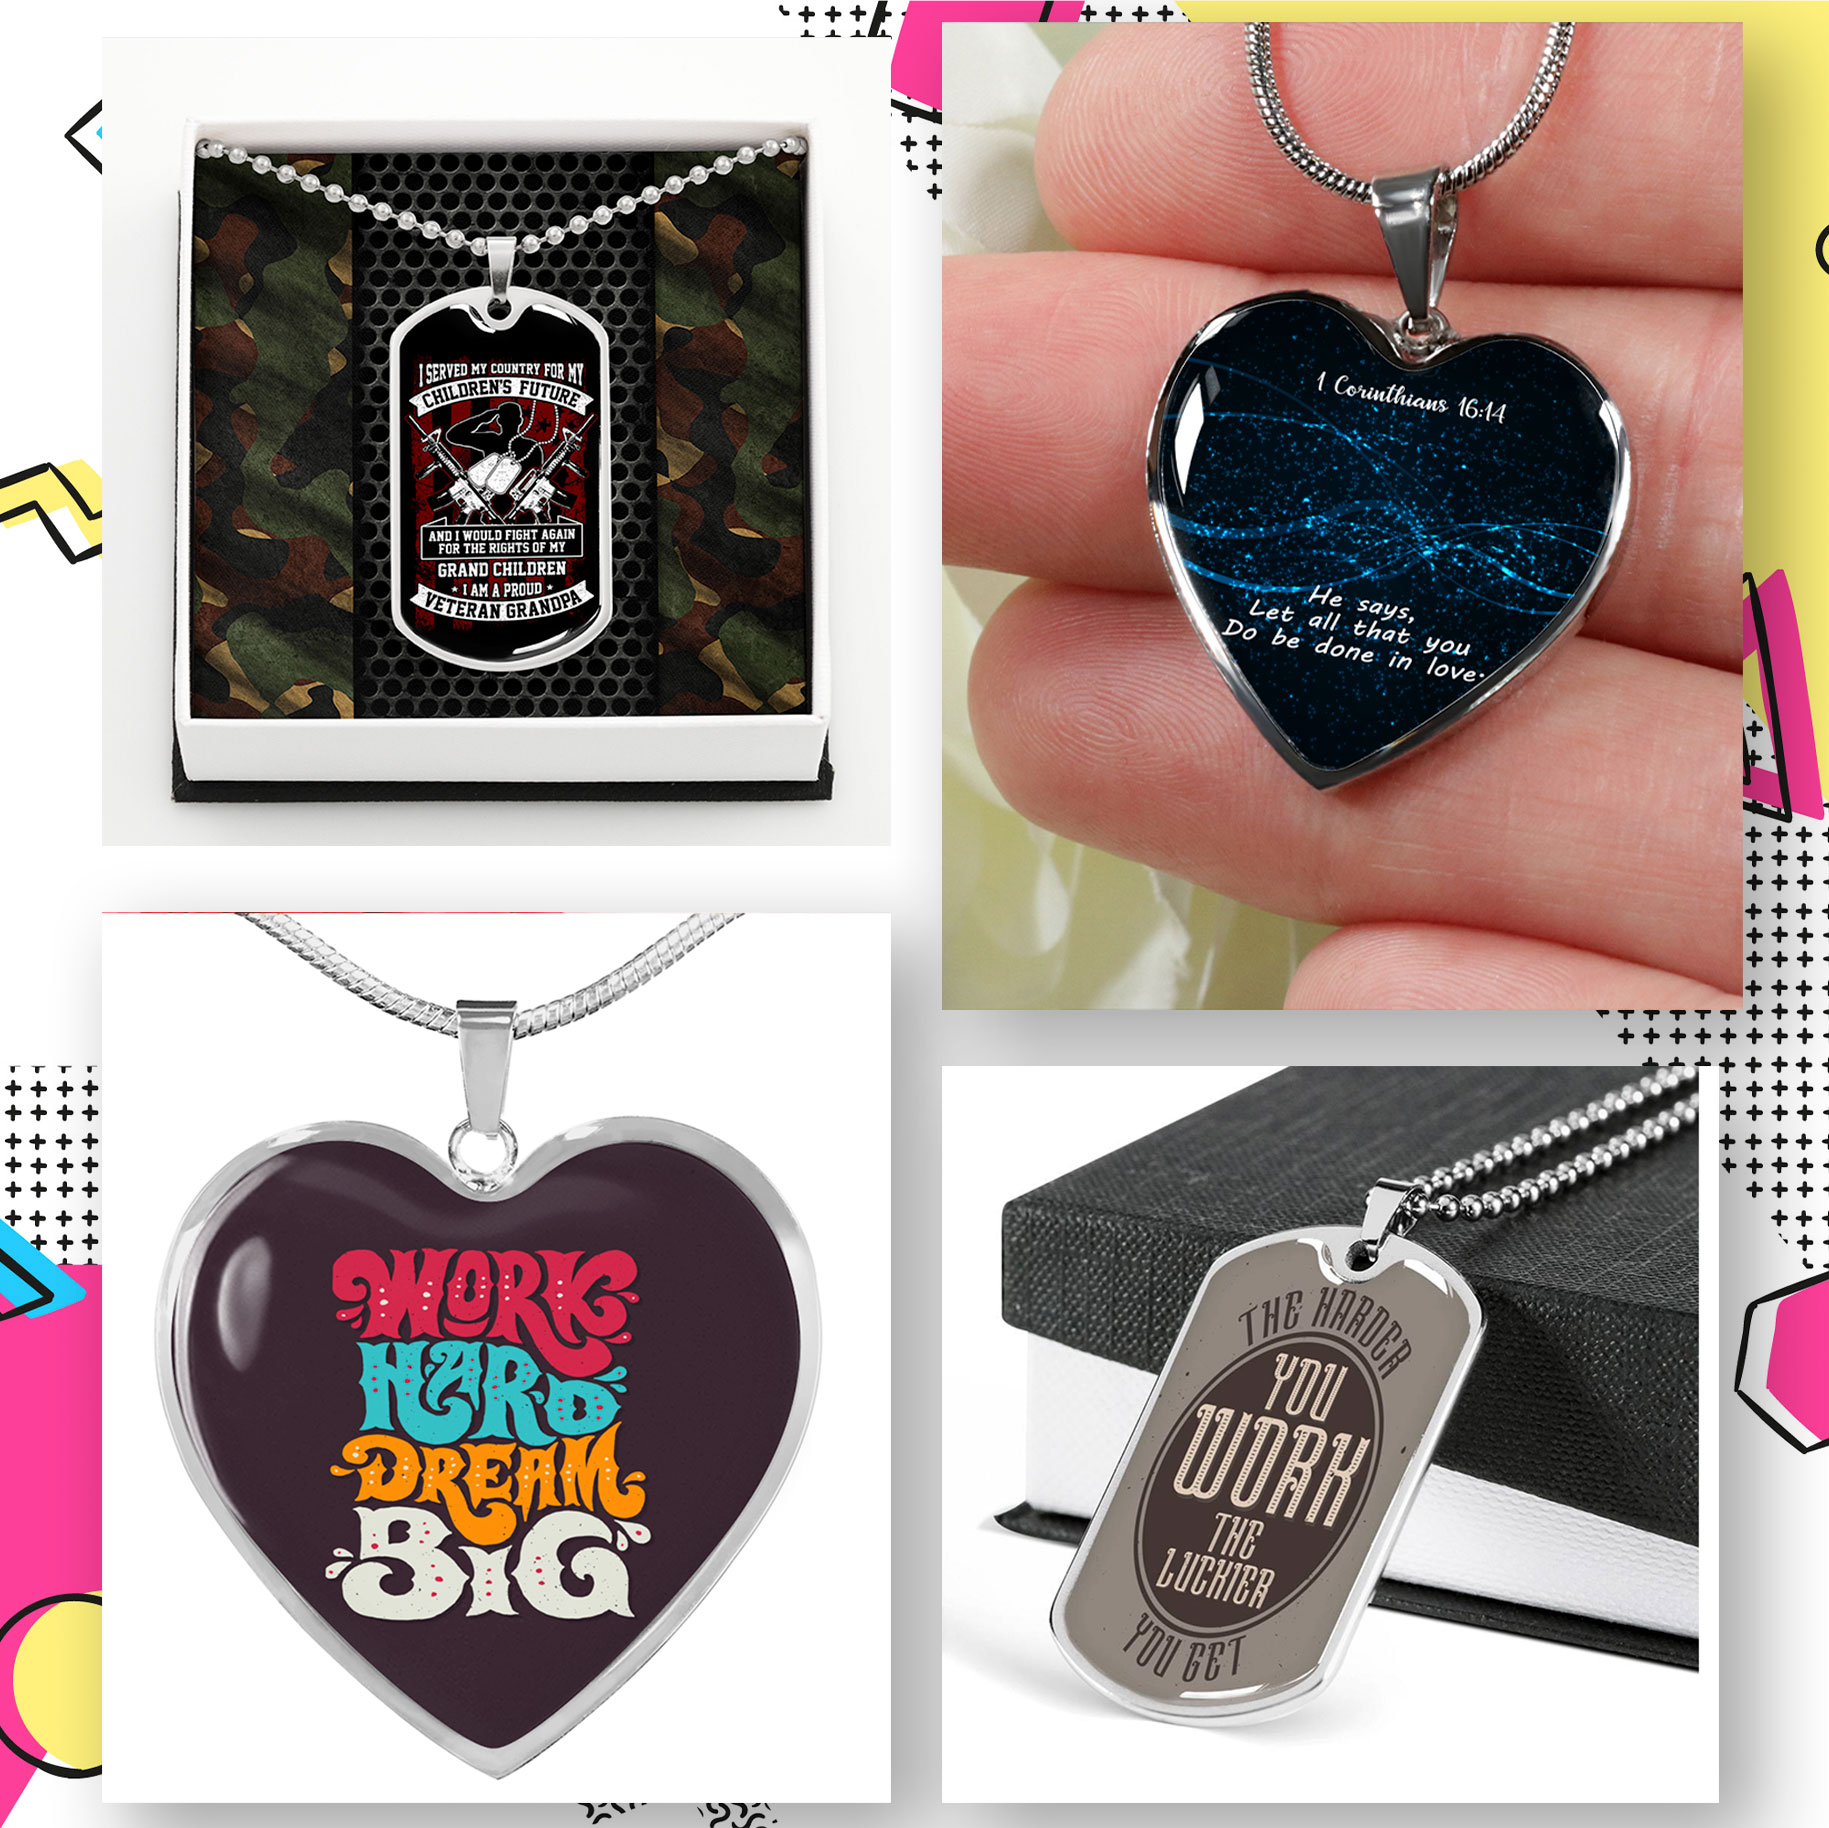 I SERVED MY COUNTRY FOR MY
CHILDREN'S FUTURE
AND I WOULD FIGHT AGAIN
FOR THE RIGHTS OF MY
GRAND CHILDREN
I AM A PROUD
VETERAN GRANDPA
1 Corinthians 16:14
He says,
Let all that you
Do be done in love.
WORK
HARD
DREAM
BIG
THE HARDER
YOU
WORK
THE
LUCKIER
YOU GET